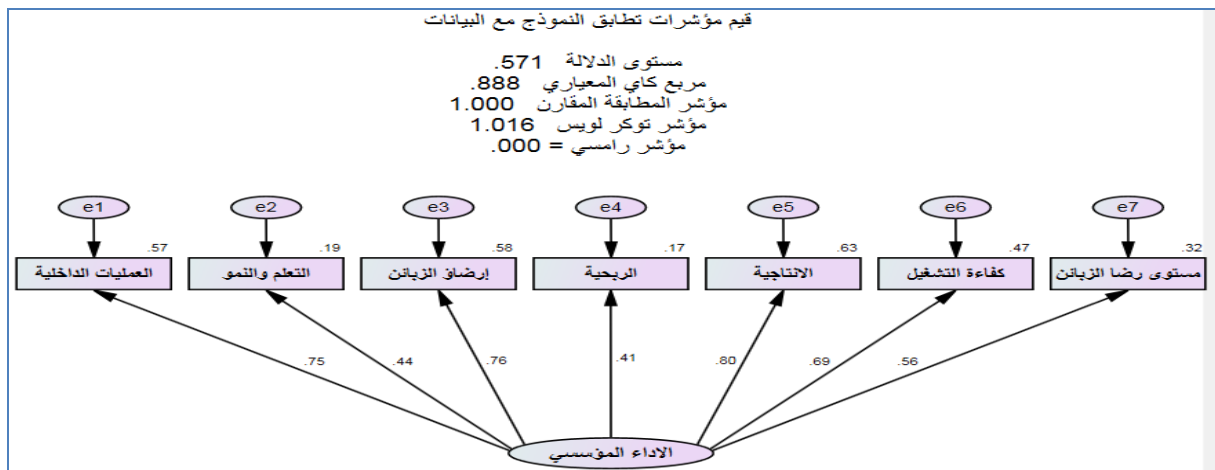 قيم مؤشرات تطابق النموذج مع البيانات
مستوى الدلالة .571
مربع كاي المعياري .888
مؤشر المطابقة المقارن 1.000
مؤشر توكر لويس 1.016
مؤشر رامسي = .000
e1 e2 e3 e4 e5 e6 e7
.57 .19 .58 .17 .63 .47 .32
العمليات الداخلية التعلم والنمو إرضاق الزبائن الربحية الانتاجية كفاءة التشغيل مستوى رضا الزبائن
.75 .44 .76 .41 .80 .69 .56
الاداء المؤسسي